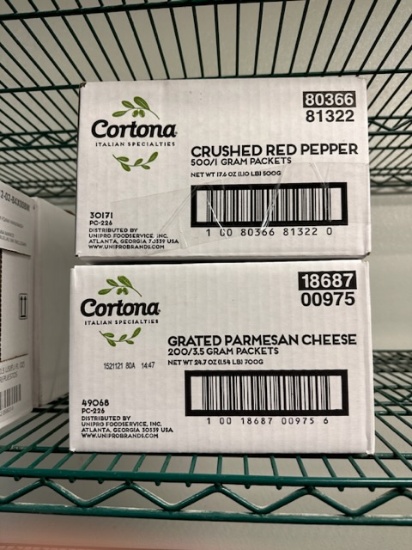 Cortona
ITALIAN SPECIALTIES
80366
81322
CRUSHED RED PEPPER
500/1 GRAM PACKETS
NET WT 17.6 OZ (1.10 LB) 500G
30171
PC-226
DISTRIBUTED BY
UNIPRO FOODSERVICE, INC.
ATLANTA, GEORGIA 30339 USA
WWW.UNIPROBRANDS.COM
1 00 80366 81322 0
Cortona
ITALIAN SPECIALTIES
18687
00975
GRATED PARMESAN CHEESE
200/3.5 GRAM PACKETS
NET WT 24.7 OZ (1.54 LB) 700G
1521121 80A 14:47
49068
PC-226
DISTRIBUTED BY
UNIPRO FOODSERVICE, INC.
ATLANTA, GEORGIA 30339 USA
WWW.UNIPROBRANDS.COM
1 00 18687 00975 6